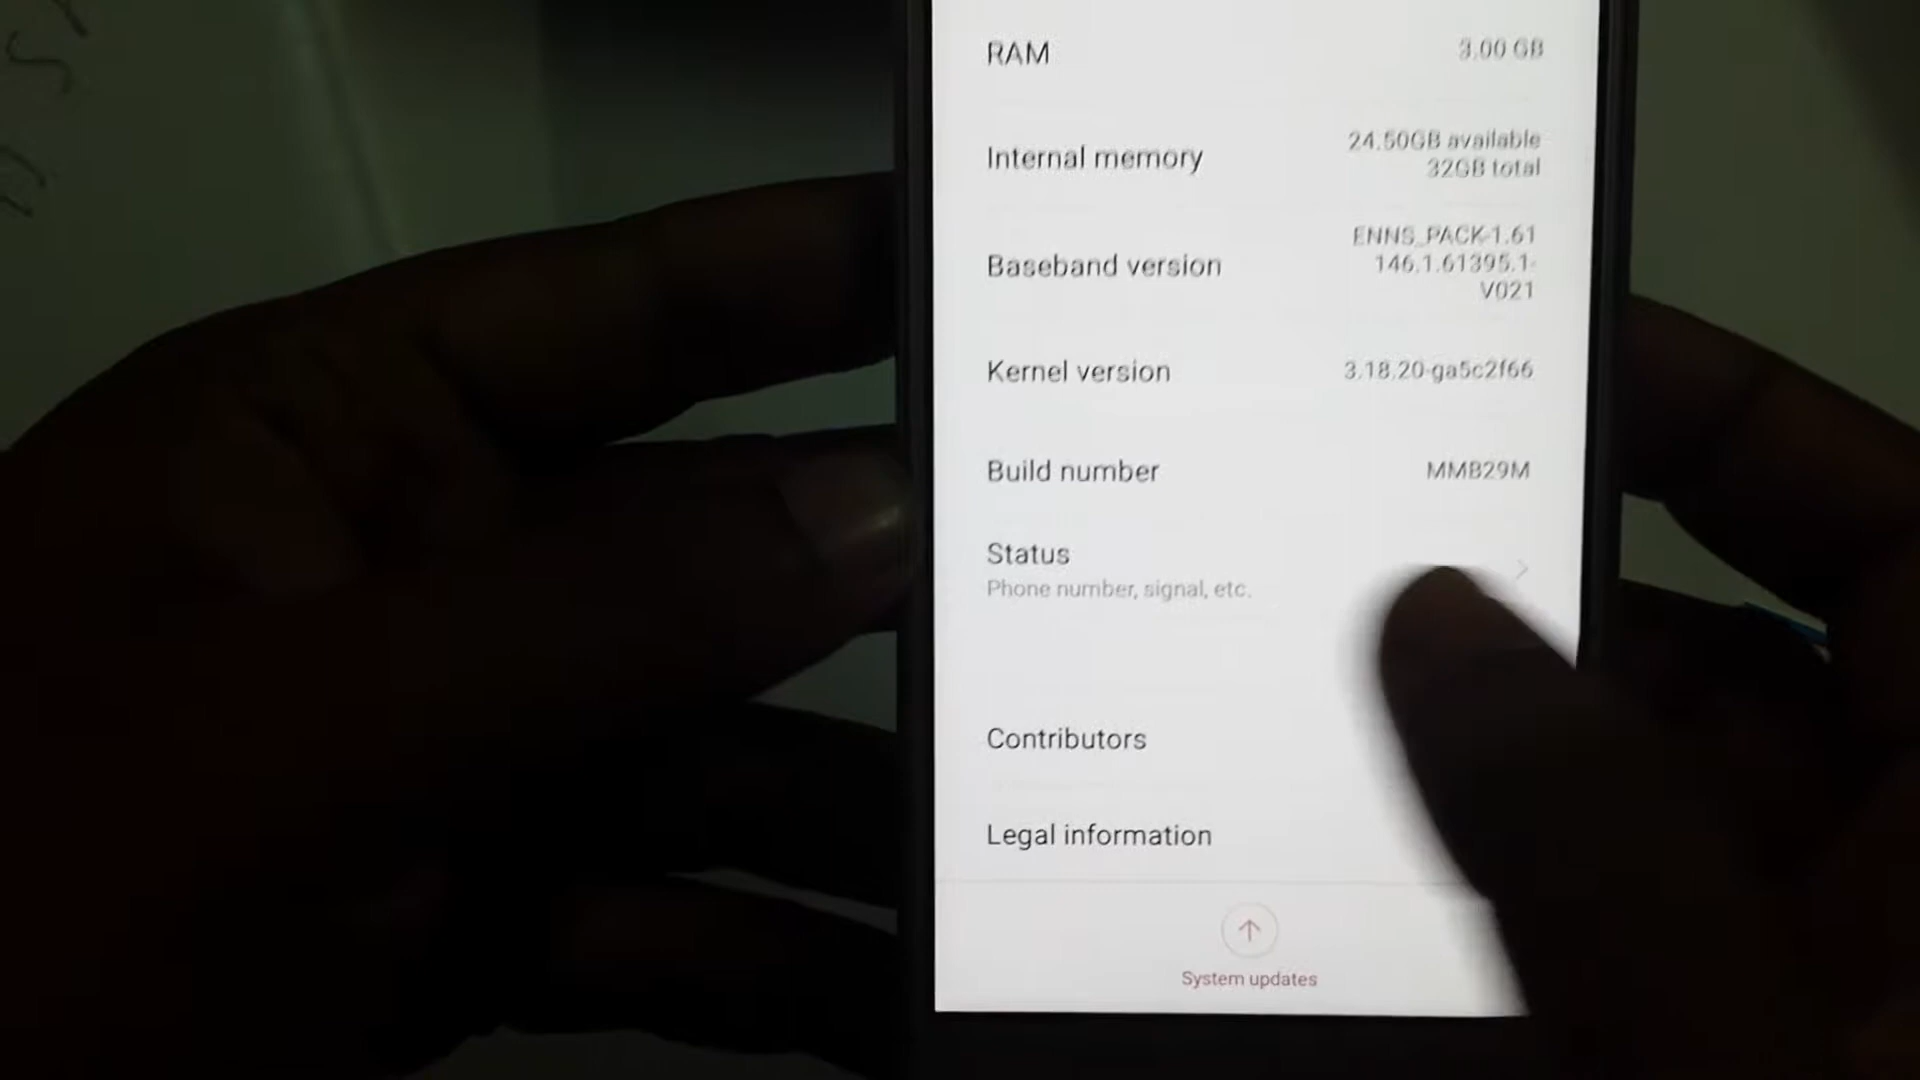 RAM
3.00 GB
Internal memory
24.50GB available
32GB total
Baseband version
ENNS_PACK-1.61
146.1.61395.1-
V021
Kernel version
3.18.20-ga5c2f66
Build number
MMB29M
Status
Phone number, signal, etc.
Contributors
Legal information
System updates